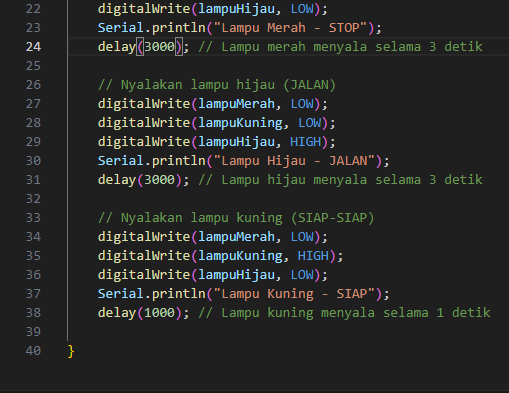 22 digitalWrite(lampuHijau, LOW);
23 Serial.println("Lampu Merah - STOP");
24 delay(3000); // Lampu merah menyala selama 3 detik
25
26 // Nyalakan lampu hijau (JALAN)
27 digitalWrite(lampuMerah, LOW);
28 digitalWrite(lampuKuning, LOW);
29 digitalWrite(lampuHijau, HIGH);
30 Serial.println("Lampu Hijau - JALAN");
31 delay(3000); // Lampu hijau menyala selama 3 detik
32
33 // Nyalakan lampu kuning (SIAP-SIAP)
34 digitalWrite(lampuMerah, LOW);
35 digitalWrite(lampuKuning, HIGH);
36 digitalWrite(lampuHijau, LOW);
37 Serial.println("Lampu Kuning - SIAP");
38 delay(1000); // Lampu kuning menyala selama 1 detik
39
40 }